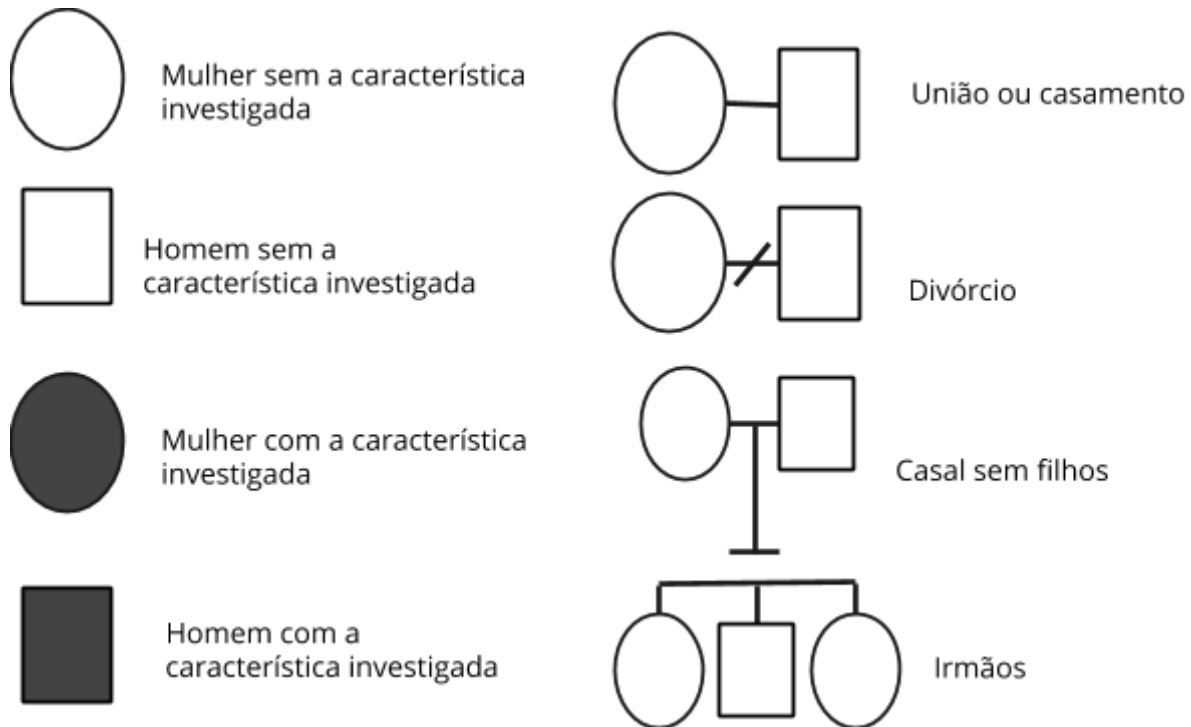 Mulher sem a característica
investigada
Homem sem a
característica investigada
Mulher com a característica
investigada
Homem com a
característica investigada
União ou casamento
Divórcio
Casal sem filhos
Irmãos